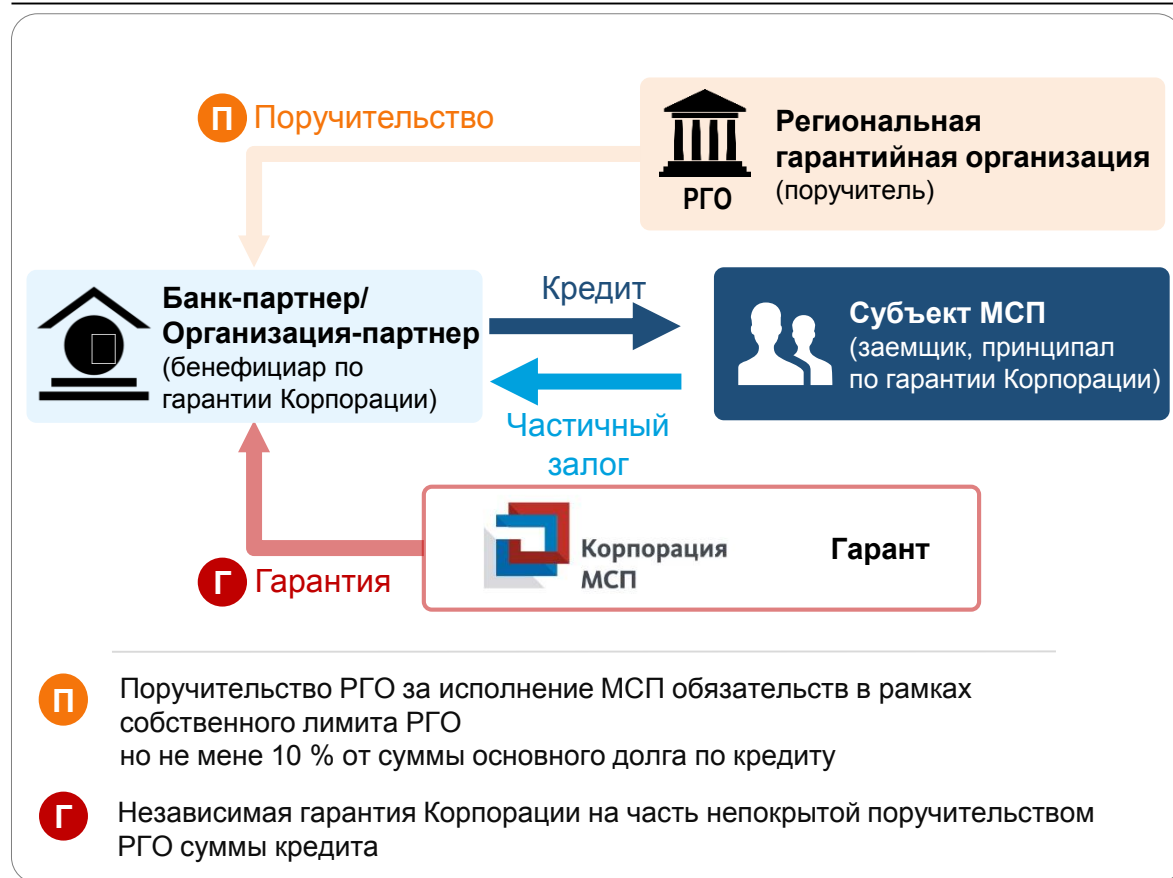 П Поручительство
Региональная
гарантийная организация
(поручитель)
РГО
Банк-партнер/
Организация-партнер
(бенефициар по
гарантии Корпорации)
Кредит
Субъект МСП
(заемщик, принципал
по гарантии Корпорации)
Частичный
залог
Корпорация
МСП
Гарант
Г Гарантия
П
Поручительство РГО за исполнение МСП обязательств в рамках
собственного лимита РГО
но не мене 10 % от суммы основного долга по кредиту
Г
Независимая гарантия Корпорации на часть непокрытой поручительством
РГО суммы кредита